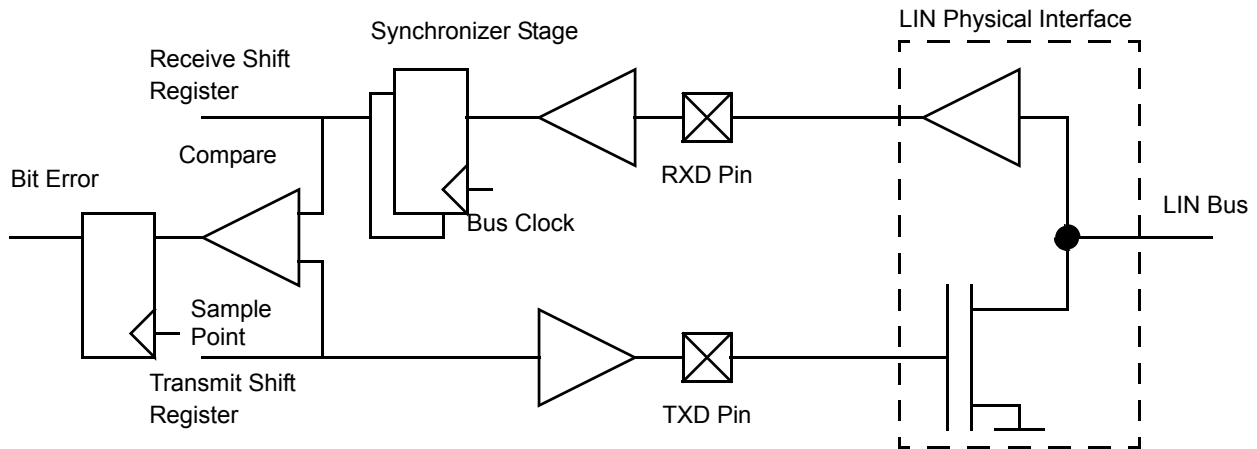 LIN Physical Interface
Synchronizer Stage
Receive Shift
Register
Compare
RXD Pin
Bit Error
Bus Clock
LIN Bus
Sample
Point
Transmit Shift
Register
TXD Pin